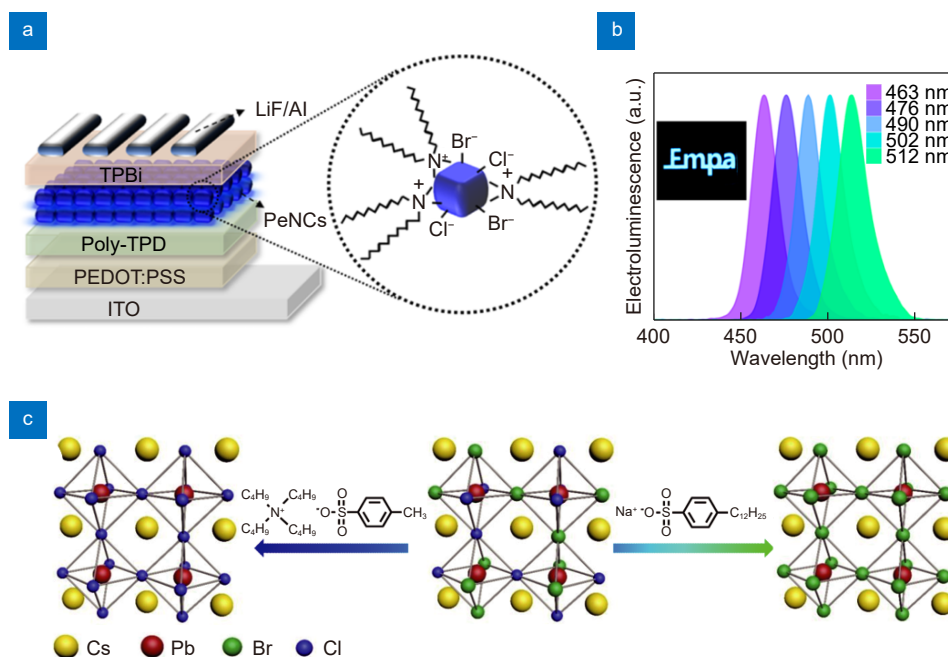 a
LiF/Al
TPBi
PeNCs
Poly-TPD
PEDOT:PSS
ITO
Br⁻
Cl⁻
N⁺
+
N
+
N
Cl⁻
Br⁻
b
Electroluminescence (a.u.)
Empa
463 nm
476 nm
490 nm
502 nm
512 nm
400 450 500 550
Wavelength (nm)
c
C₄H₉ C₄H₉
N⁺
C₄H₉ C₄H₉
O
⁻O S
O
CH₃
O
Na⁺ ⁻O S
O
C₁₂H₂₅
Cs Pb Br Cl